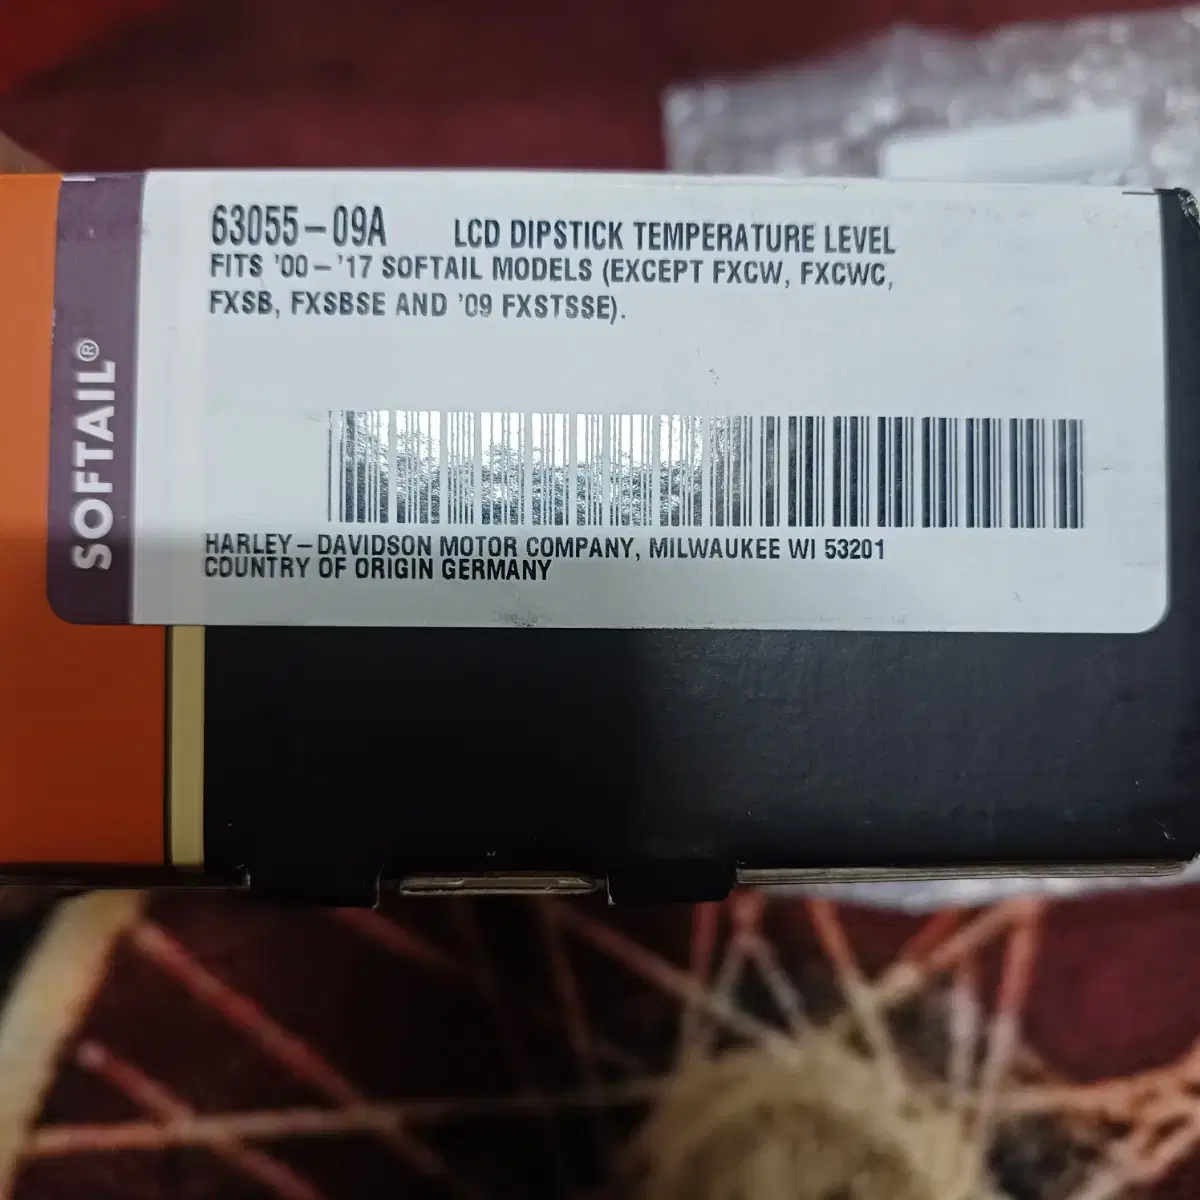 63055-09A LCD DIPSTICK TEMPERATURE LEVEL
FITS '00-'17 SOFTAIL MODELS (EXCEPT FXCW, FXCWC,
FXSB, FXSBSE AND '09 FXSTSSE).
HARLEY-DAVIDSON MOTOR COMPANY, MILWAUKEE WI 53201
COUNTRY OF ORIGIN GERMANY
SOFTAIL®